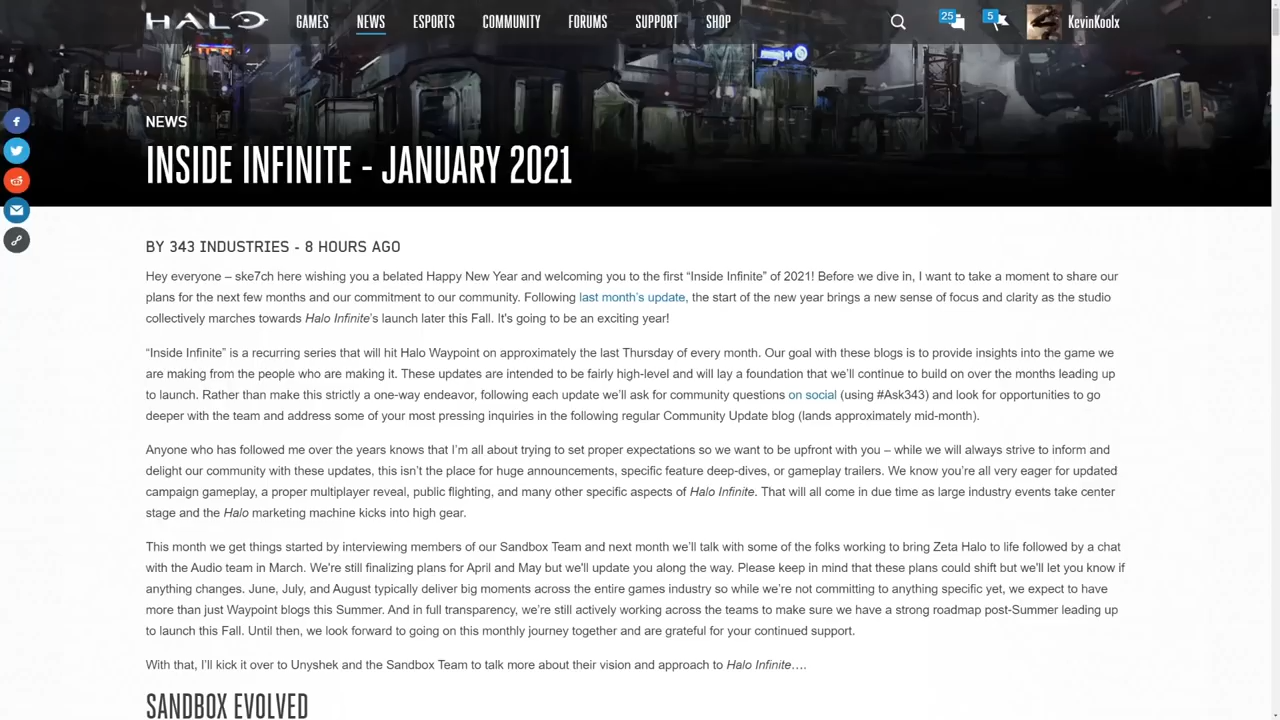 HALO GAMES NEWS ESPORTS COMMUNITY FORUMS SUPPORT SHOP 25 5 KevinKoolx
NEWS
INSIDE INFINITE - JANUARY 2021
BY 343 INDUSTRIES - 8 HOURS AGO
Hey everyone – ske7ch here wishing you a belated Happy New Year and welcoming you to the first “Inside Infinite” of 2021! Before we dive in, I want to take a moment to share our
plans for the next few months and our commitment to our community. Following last month’s update, the start of the new year brings a new sense of focus and clarity as the studio
collectively marches towards Halo Infinite’s launch later this Fall. It's going to be an exciting year!
“Inside Infinite” is a recurring series that will hit Halo Waypoint on approximately the last Thursday of every month. Our goal with these blogs is to provide insights into the game we
are making from the people who are making it. These updates are intended to be fairly high-level and will lay a foundation that we’ll continue to build on over the months leading up
to launch. Rather than make this strictly a one-way endeavor, following each update we’ll ask for community questions on social (using #Ask343) and look for opportunities to go
deeper with the team and address some of your most pressing inquiries in the following regular Community Update blog (lands approximately mid-month).
Anyone who has followed me over the years knows that I’m all about trying to set proper expectations so we want to be upfront with you – while we will always strive to inform and
delight our community with these updates, this isn’t the place for huge announcements, specific feature deep-dives, or gameplay trailers. We know you’re all very eager for updated
campaign gameplay, a proper multiplayer reveal, public flighting, and many other specific aspects of Halo Infinite. That will all come in due time as large industry events take center
stage and the Halo marketing machine kicks into high gear.
This month we get things started by interviewing members of our Sandbox Team and next month we’ll talk with some of the folks working to bring Zeta Halo to life followed by a chat
with the Audio team in March. We're still finalizing plans for April and May but we'll update you along the way. Please keep in mind that these plans could shift but we’ll let you know if
anything changes. June, July, and August typically deliver big moments across the entire games industry so while we’re not committing to anything specific yet, we expect to have
more than just Waypoint blogs this Summer. And in full transparency, we’re still actively working across the teams to make sure we have a strong roadmap post-Summer leading up
to launch this Fall. Until then, we look forward to going on this monthly journey together and are grateful for your continued support.
With that, I’ll kick it over to Unyshek and the Sandbox Team to talk more about their vision and approach to Halo Infinite….
SANDBOX EVOLVED